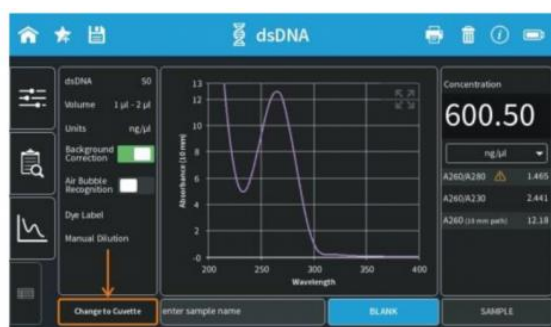 dsDNA
dsDNA 50
Volume 1 µl - 2 µl
Units ng/µl
Background
Correction
Air Bubble
Recognition
Dye Label
Manual Dilution
Change to Cuvette
Absorbance (10 mm)
13
12
10
8
6
4
2
-0
200 250 300 350 400
Wavelength
enter sample name
BLANK
SAMPLE
Concentration
600.50
ng/µl
A260/A280 1.465
A260/A230 2.441
A260 (10 mm path) 12.18